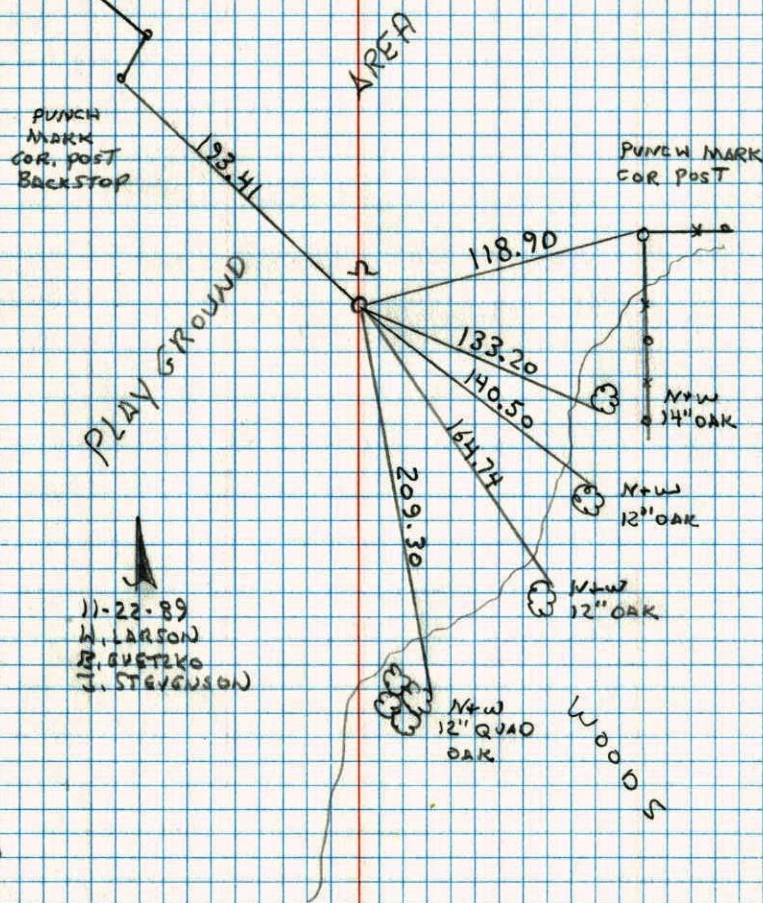 AREA
PUNCH
MARK
COR. POST
BACKSTOP
193.41
PUNCH MARK
COR POST
118.90
PLAY GROUND
133.20
140.50
164.74
209.30
N+W
14" OAK
N+W
12" OAK
N+W
12" OAK
11-22-89
W. LARSON
J. STEVENSON
N+W
12" QUAD
OAK
WOODS